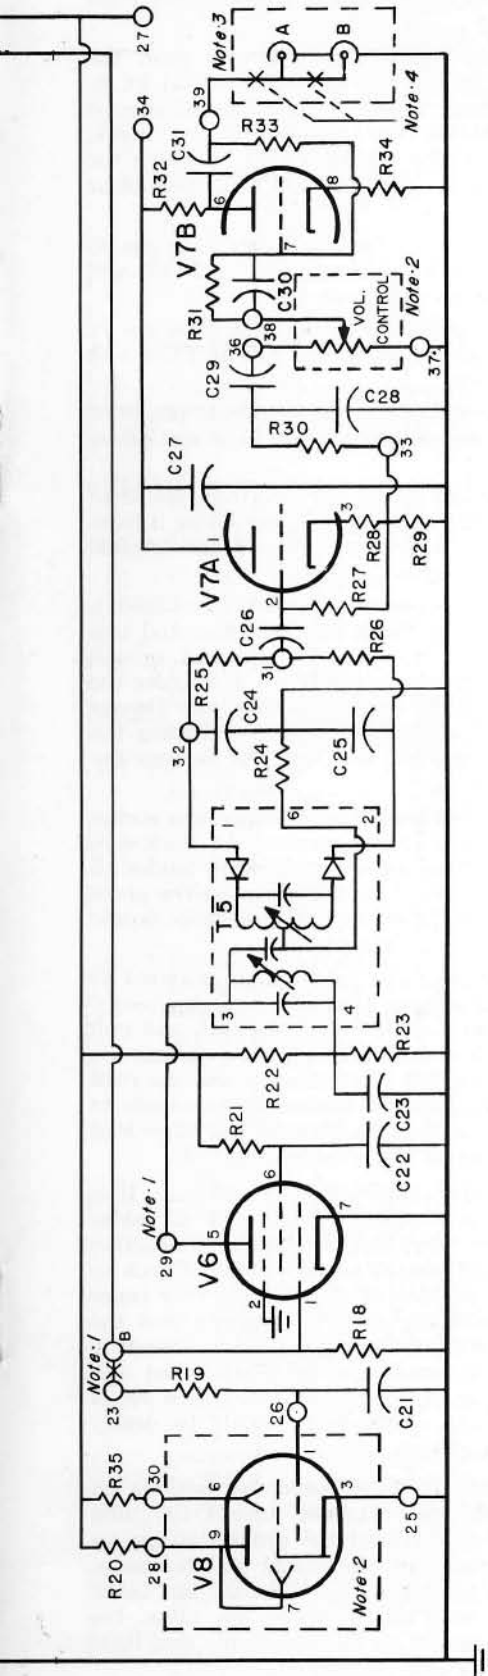 27
Note·3
A
B
34
39
Note·4
C31
R33
R32
R34
6
8
V7B
7
R31
C30
38
VOL.
CONTROL
Note·2
36
37
C29
C28
R30
33
C27
1
3
R28
R29
V7A
2
R27
C26
R26
31
R25
C24
32
R24
C25
6
1
2
T5
3
4
R23
R22
C23
R21
C22
6
Note·1
5
7
29
V6
2
1
Note·1
B
R18
23
R19
26
C21
R35
30
6
1
3
R20
28
9
V8
7
25
Note·2